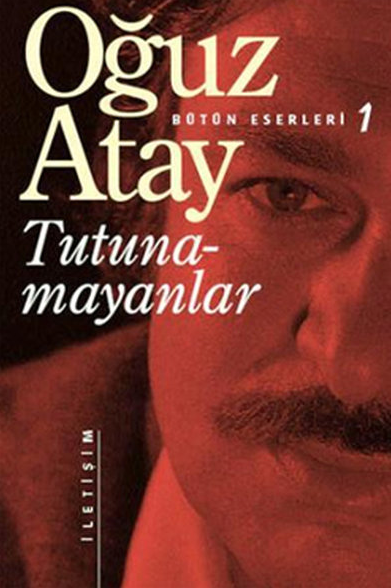 Oğuz
BÜTÜN ESERLERİ 1
Atay
Tutuna-
mayanlar
İLETİŞİM